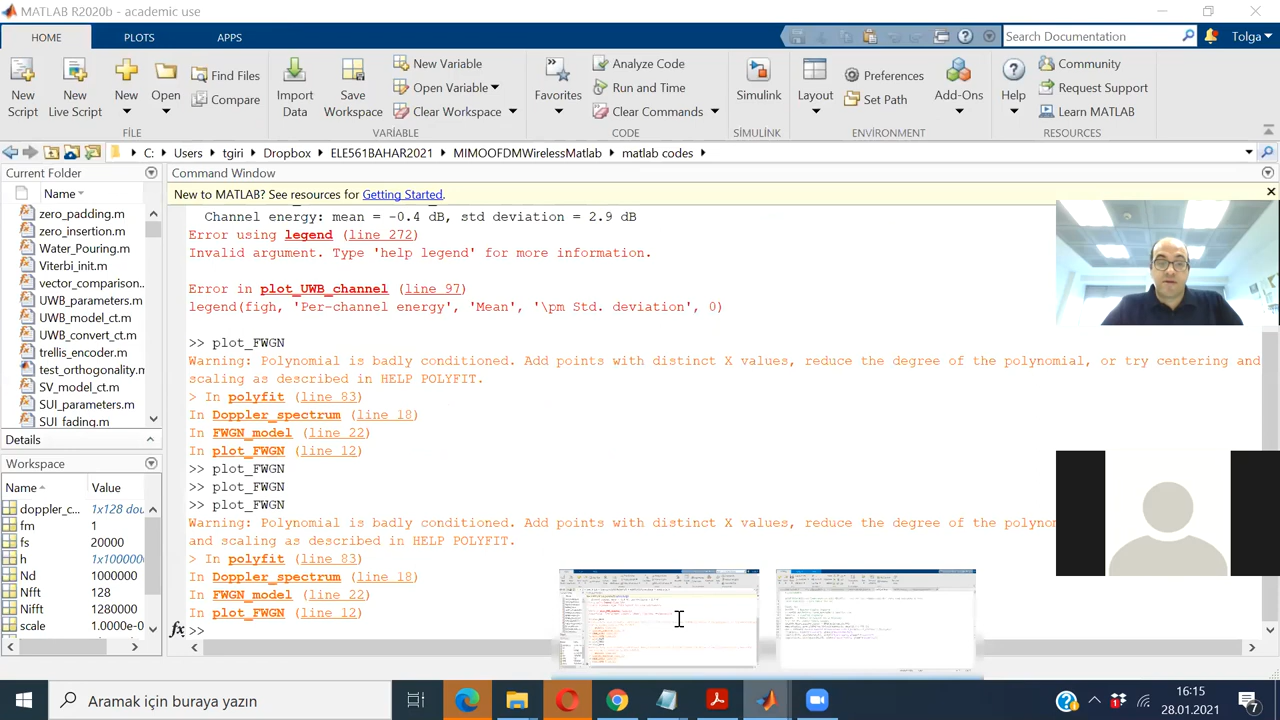 MATLAB R2020b - academic use
HOME
PLOTS
APPS
Search Documentation
Tolga
New
Script
New
Live Script
New
Open
Find Files
Compare
Import
Data
Save
Workspace
New Variable
Open Variable
Clear Workspace
Favorites
Analyze Code
Run and Time
Clear Commands
Simulink
Layout
Preferences
Set Path
Add-Ons
Help
Community
Request Support
Learn MATLAB
FİLE
VARİABLE
CODE
SİMULİNK
ENVİRONMENT
RESOURCES
C:
Users
tgiri
Dropbox
ELE561BAHAR2021
MIMOOFDMWirelessMatlab
matlab codes
Current Folder
Name
zero_padding.m
zero_insertion.m
Water_Pouring.m
Viterbi_init.m
vector_comparison...
UWB_parameters.m
UWB_model_ct.m
UWB_convert_ct.m
trellis_encoder.m
test_orthogonality.m
SV_model_ct.m
SUI_parameters.m
SUI_fading.m
Details
Workspace
Name
Value
doppler_c...
1x128 dou
fm
1
fs
20000
h
1x1000000
Nd
1000000
Nfft
128
Nifft
1200000
scale
Command Window
New to MATLAB? See resources for Getting Started.
Channel energy: mean = -0.4 dB, std deviation = 2.9 dB
Error using legend (line 272)
Invalid argument. Type 'help legend' for more information.
Error in plot_UWB_channel (line 97)
legend(figh, 'Per-channel energy', 'Mean', '\pm Std. deviation', 0)
>> plot_FWGN
Warning: Polynomial is badly conditioned. Add points with distinct X values, reduce the degree of the polynomial, or try centering and
scaling as described in HELP POLYFIT.
> In polyfit (line 83)
In Doppler_spectrum (line 18)
In FWGN_model (line 22)
In plot_FWGN (line 12)
>> plot_FWGN
>> plot_FWGN
>> plot_FWGN
Warning: Polynomial is badly conditioned. Add points with distinct X values, reduce the degree of the polynom
and scaling as described in HELP POLYFIT.
> In polyfit (line 83)
In Doppler_spectrum (line 18)
In FWGN_model (line 22)
In plot_FWGN (line 12)
fx >>
Aramak için buraya yazın
16:15
28.01.2021
7